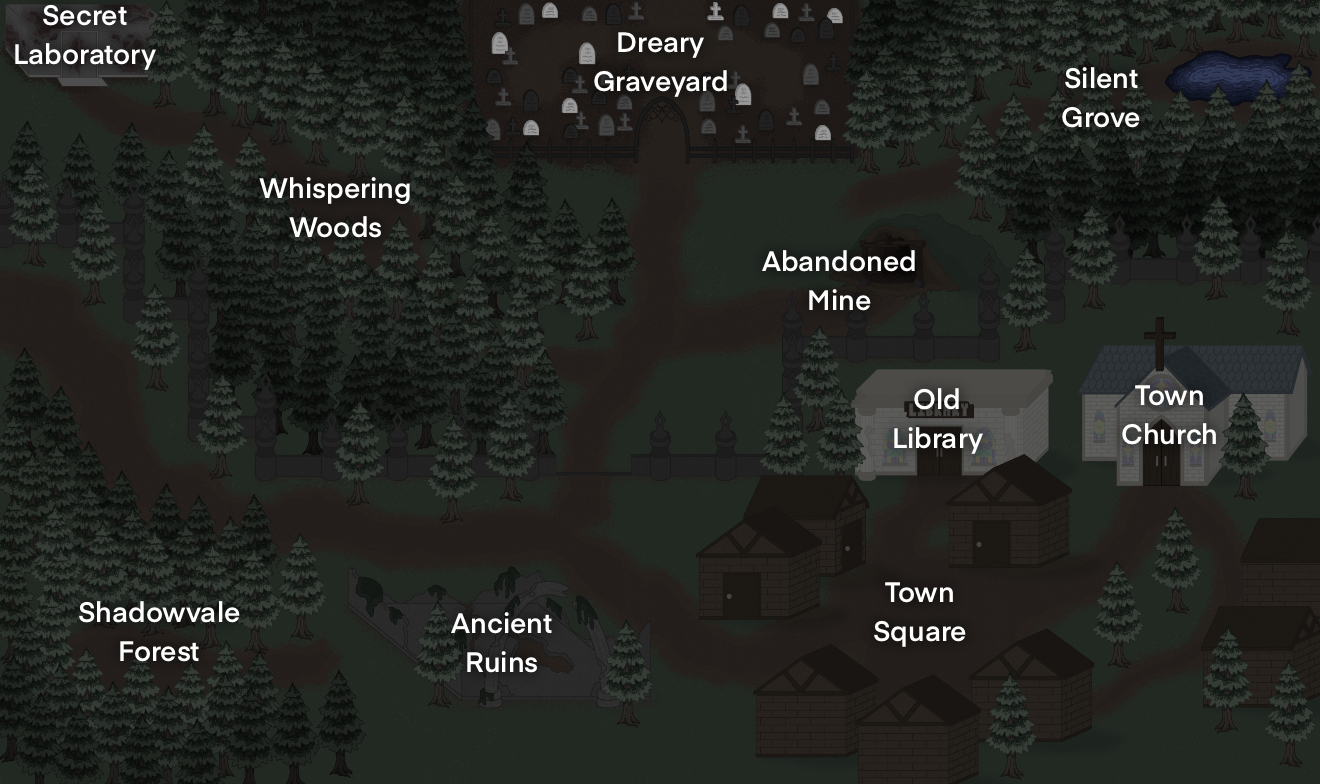 Secret
Laboratory
Dreary
Graveyard
Silent
Grove
Whispering
Woods
Abandoned
Mine
Old
LIBRARY
Library
Town
Church
Shadowvale
Forest
Ancient
Ruins
Town
Square